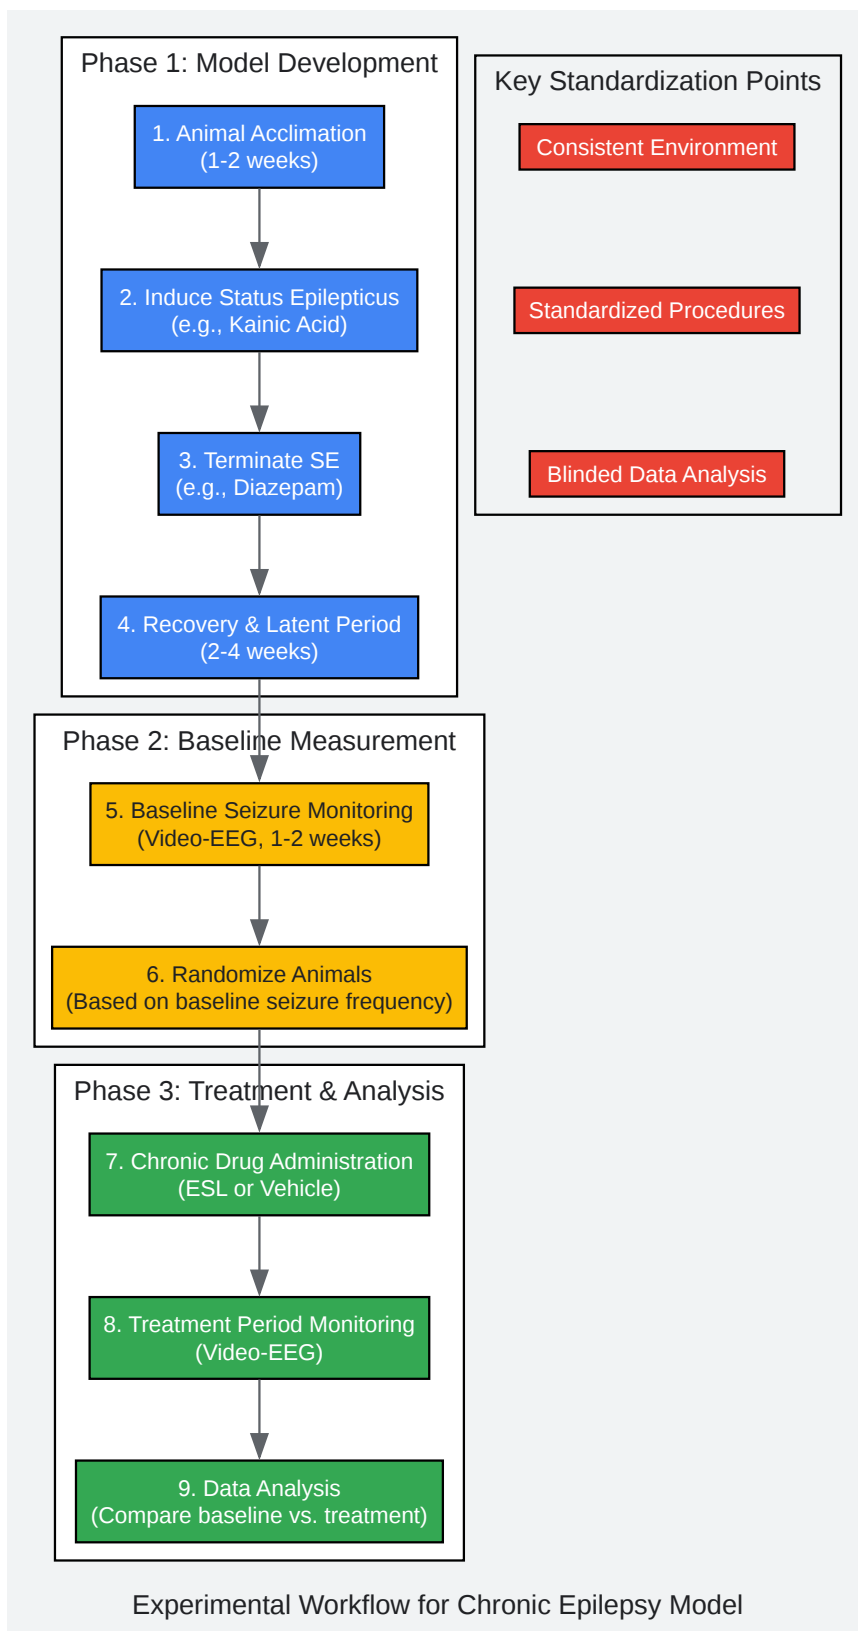 Phase 1: Model Development
1. Animal Acclimation
(1-2 weeks)
2. Induce Status Epilepticus
(e.g., Kainic Acid)
3. Terminate SE
(e.g., Diazepam)
4. Recovery & Latent Period
(2-4 weeks)
Key Standardization Points
Consistent Environment
Standardized Procedures
Blinded Data Analysis
Phase 2: Baseline Measurement
5. Baseline Seizure Monitoring
(Video-EEG, 1-2 weeks)
6. Randomize Animals
(Based on baseline seizure frequency)
Phase 3: Treatment & Analysis
7. Chronic Drug Administration
(ESL or Vehicle)
8. Treatment Period Monitoring
(Video-EEG)
9. Data Analysis
(Compare baseline vs. treatment)
Experimental Workflow for Chronic Epilepsy Model